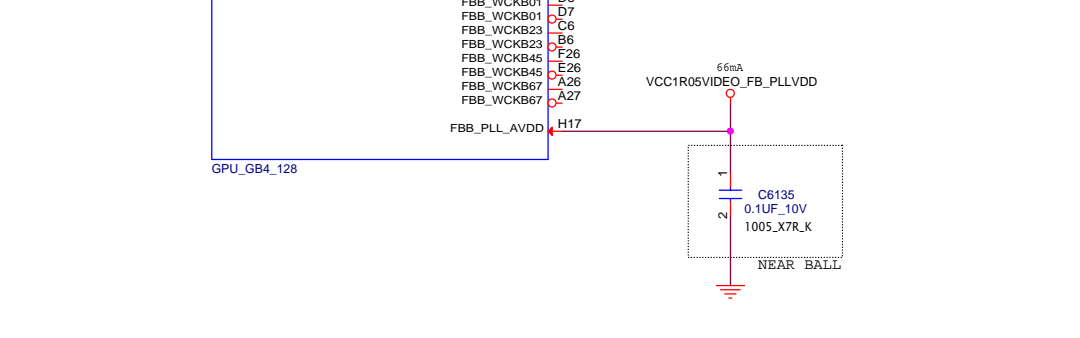 FBB_WCKB01
FBB_WCKB01 D7
C6
FBB_WCKB23
FBB_WCKB23 B6
F26
FBB_WCKB45
FBB_WCKB45 E26
A26
FBB_WCKB67
FBB_WCKB67 A27
FBB_PLL_AVDD H17
GPU_GB4_128
66mA
VCC1R05VIDEO_FB_PLLVDD
1
C6135
0.1UF_10V
2
1005_X7R_K
NEAR BALL